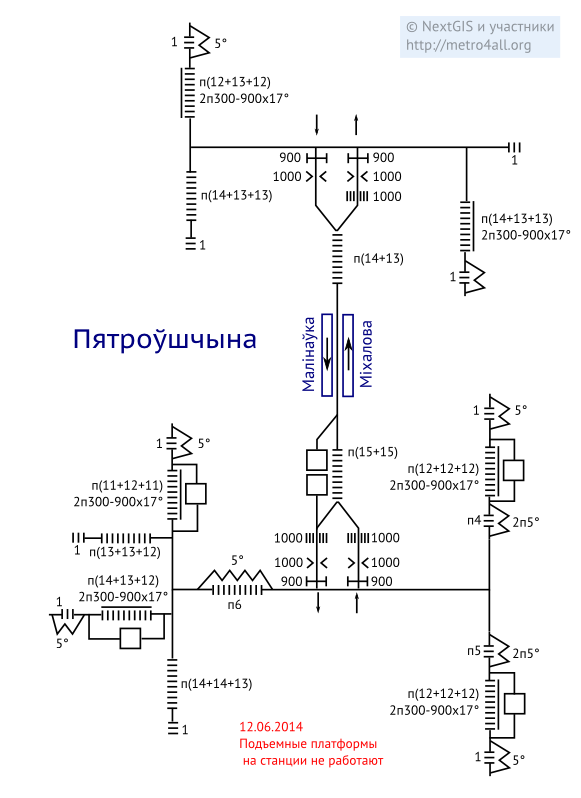 © NextGIS и участники
http://metro4all.org
1
5°
п(12+13+12)
2п300-900х17°
900
900
1
1000
1000
п(14+13+13)
1000
п(14+13+13)
2п300-900х17°
1
п(14+13)
1
Пятроўшчына
Малінаўка
Міхалова
1
5°
1
5°
п(15+15)
п(11+12+11)
2п300-900х17°
п(12+12+12)
2п300-900х17°
п4
2п5°
1
п(13+13+12)
1000
1000
5°
1000
1000
п(14+13+12)
2п300-900х17°
900
900
1
п6
5°
п5
2п5°
п(14+14+13)
п(12+12+12)
2п300-900х17°
1
12.06.2014
Подъемные платформы
на станции не работают
1
5°